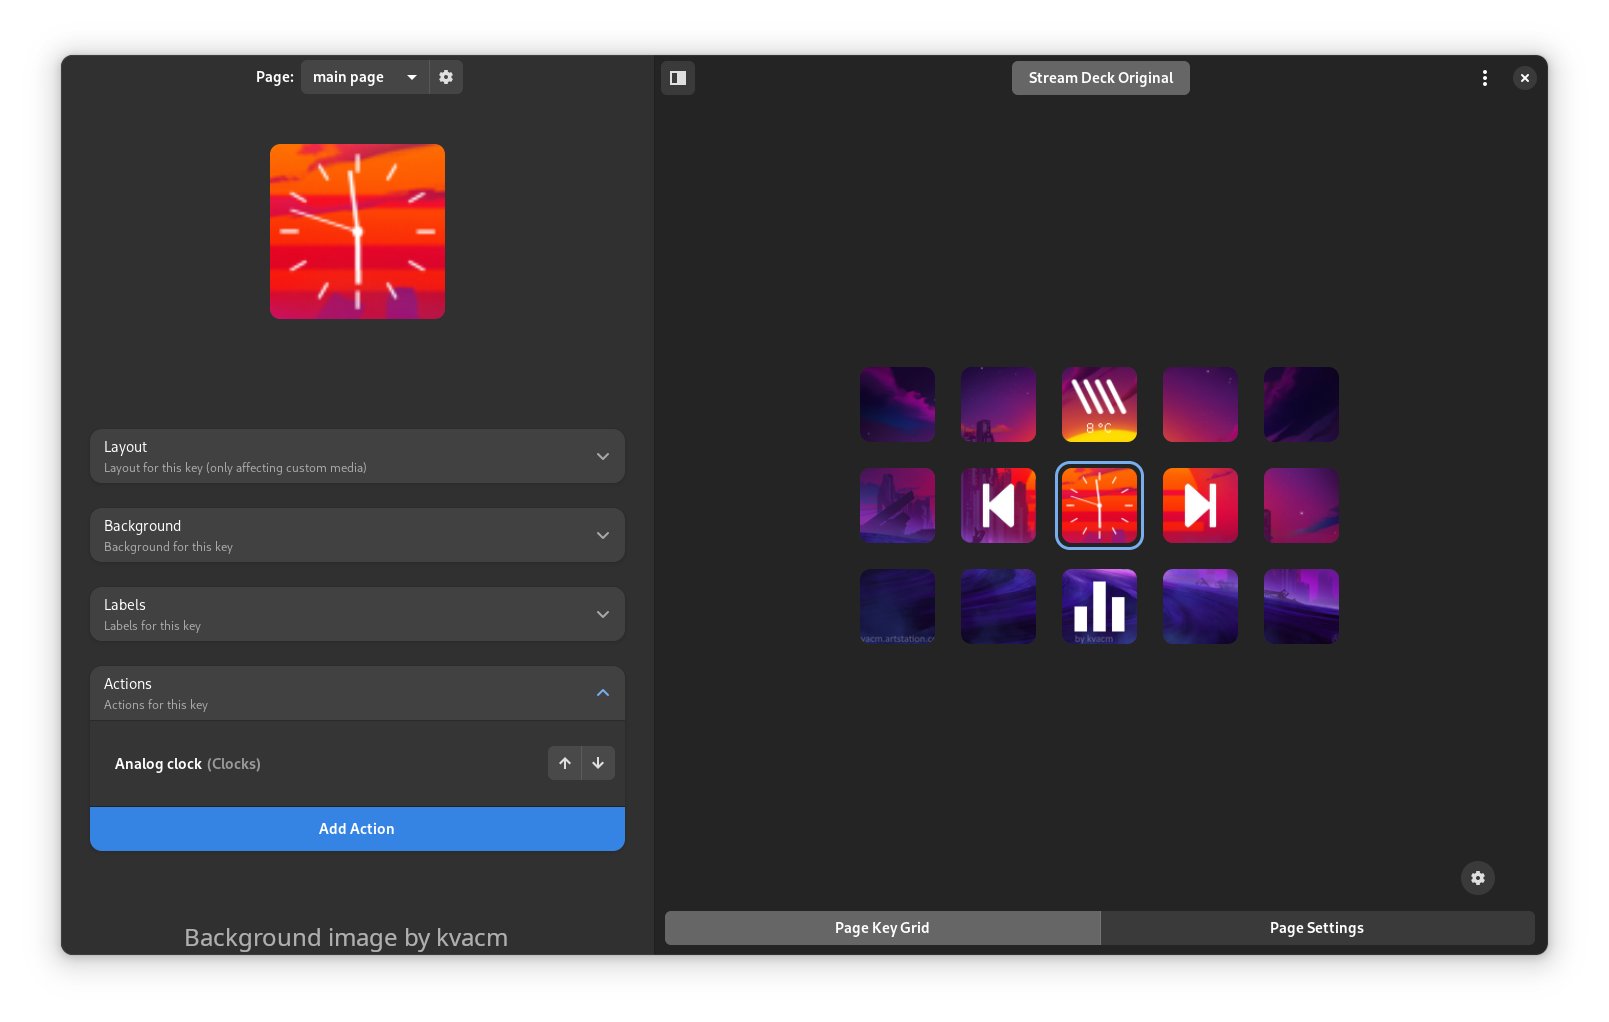 Page:
main page
Stream Deck Original
8 °C
Layout
Layout for this key (only affecting custom media)
Background
Background for this key
Labels
Labels for this key
vacm.artstation.c
by kvacm
Actions
Actions for this key
Analog clock (Clocks)
Add Action
Background image by kvacm
Page Key Grid
Page Settings